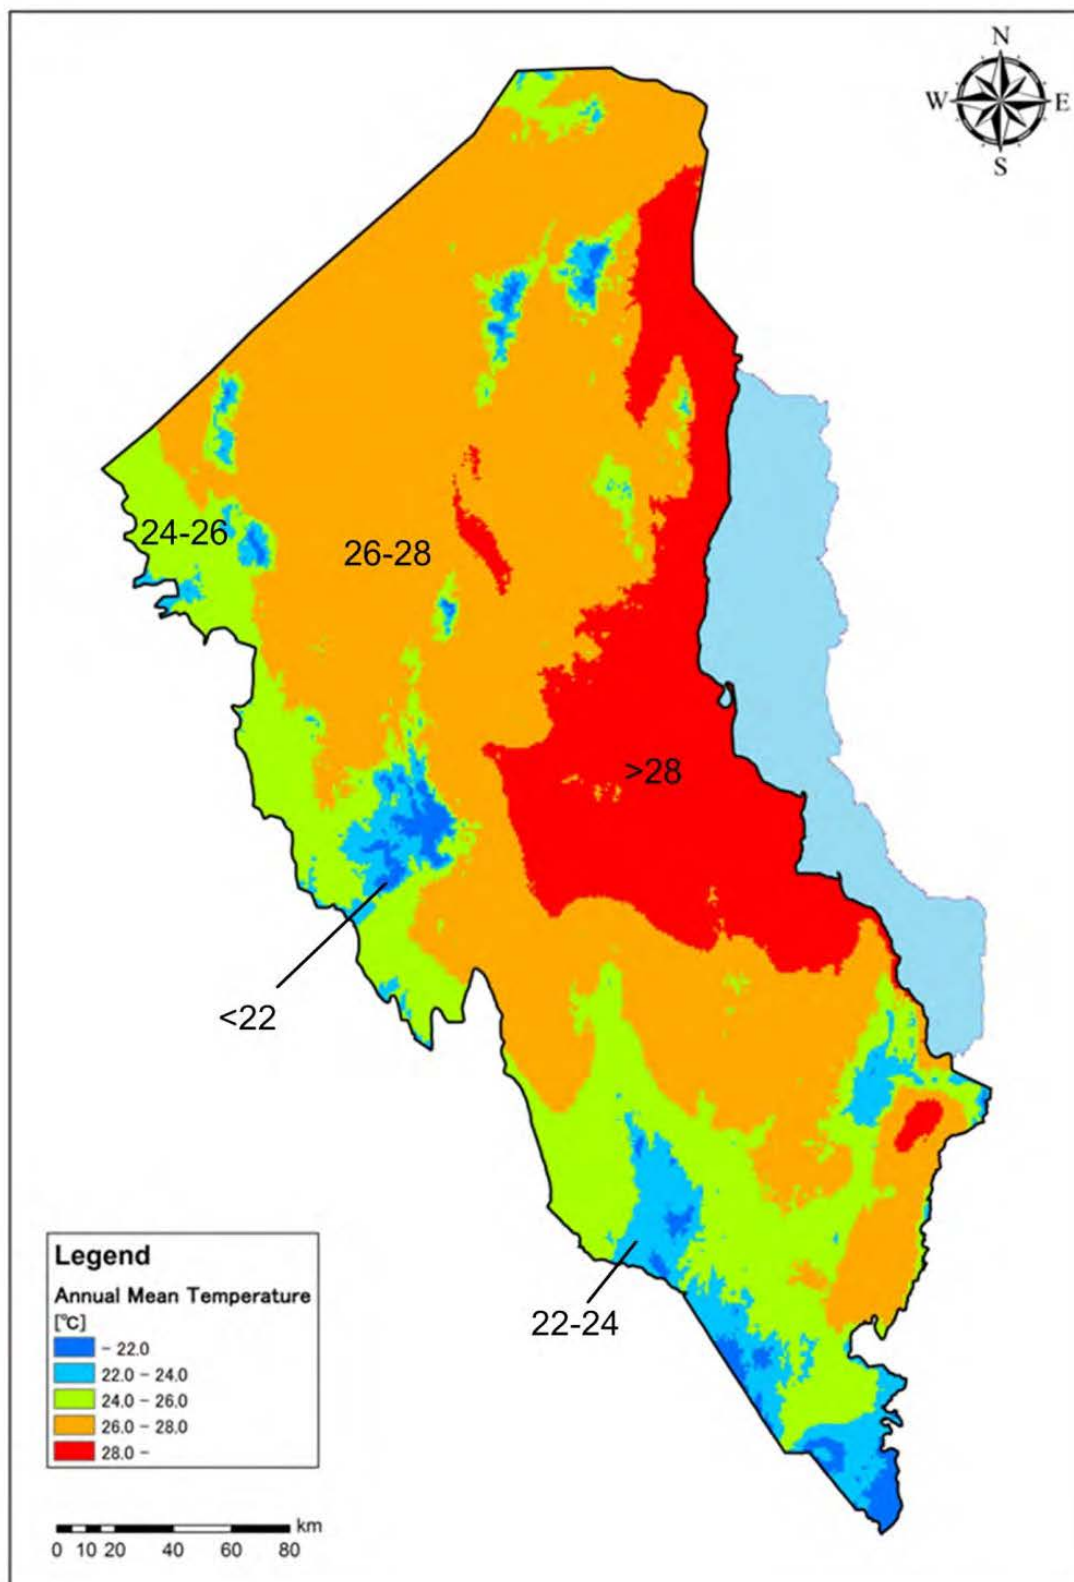 N
W E
S
24-26
26-28
>28
<22
22-24
Legend
Annual Mean Temperature
[°C]
- 22.0
22.0 - 24.0
24.0 - 26.0
26.0 - 28.0
28.0 -
km
0 10 20 40 60 80